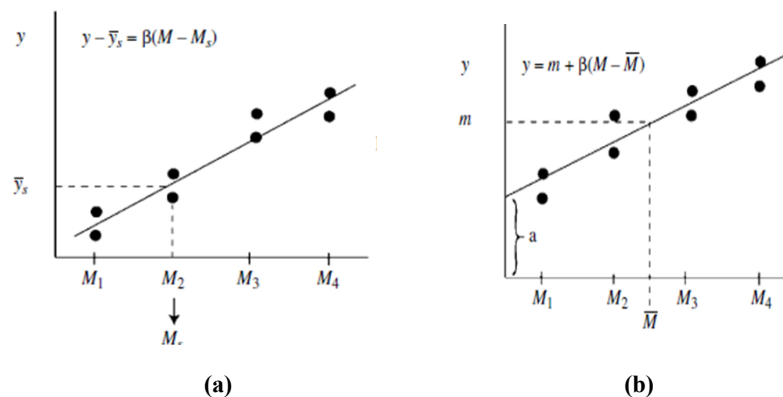 y
y – ȳₛ = β(M – Mₛ)
ȳₛ
M₁ M₂ M₃ M₄
Mₛ
(a)
y
y = m + β(M – M̅)
m
a
M₁ M₂ M₃ M₄
M̅
(b)